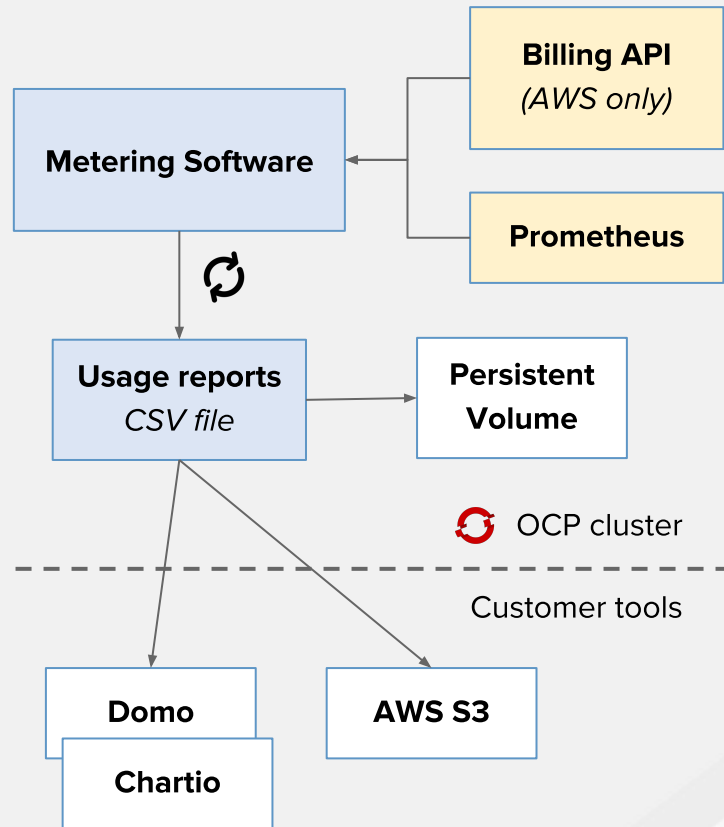 Billing API
(AWS only)
Metering Software
Prometheus
Usage reports
CSV file
Persistent
Volume
OCP cluster
Customer tools
Domo
AWS S3
Chartio